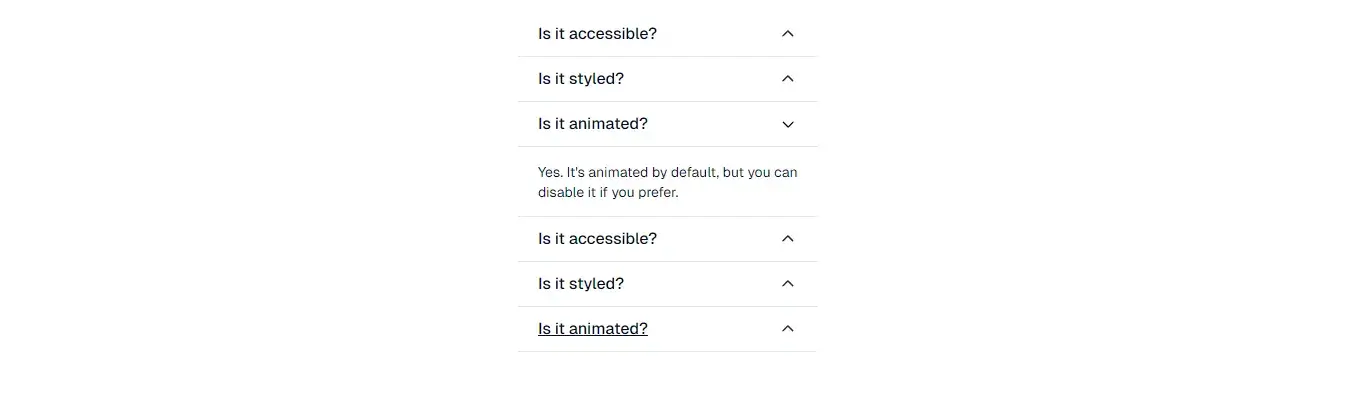 Is it accessible?
Is it styled?
Is it animated?
Yes. It's animated by default, but you can
disable it if you prefer.
Is it accessible?
Is it styled?
Is it animated?